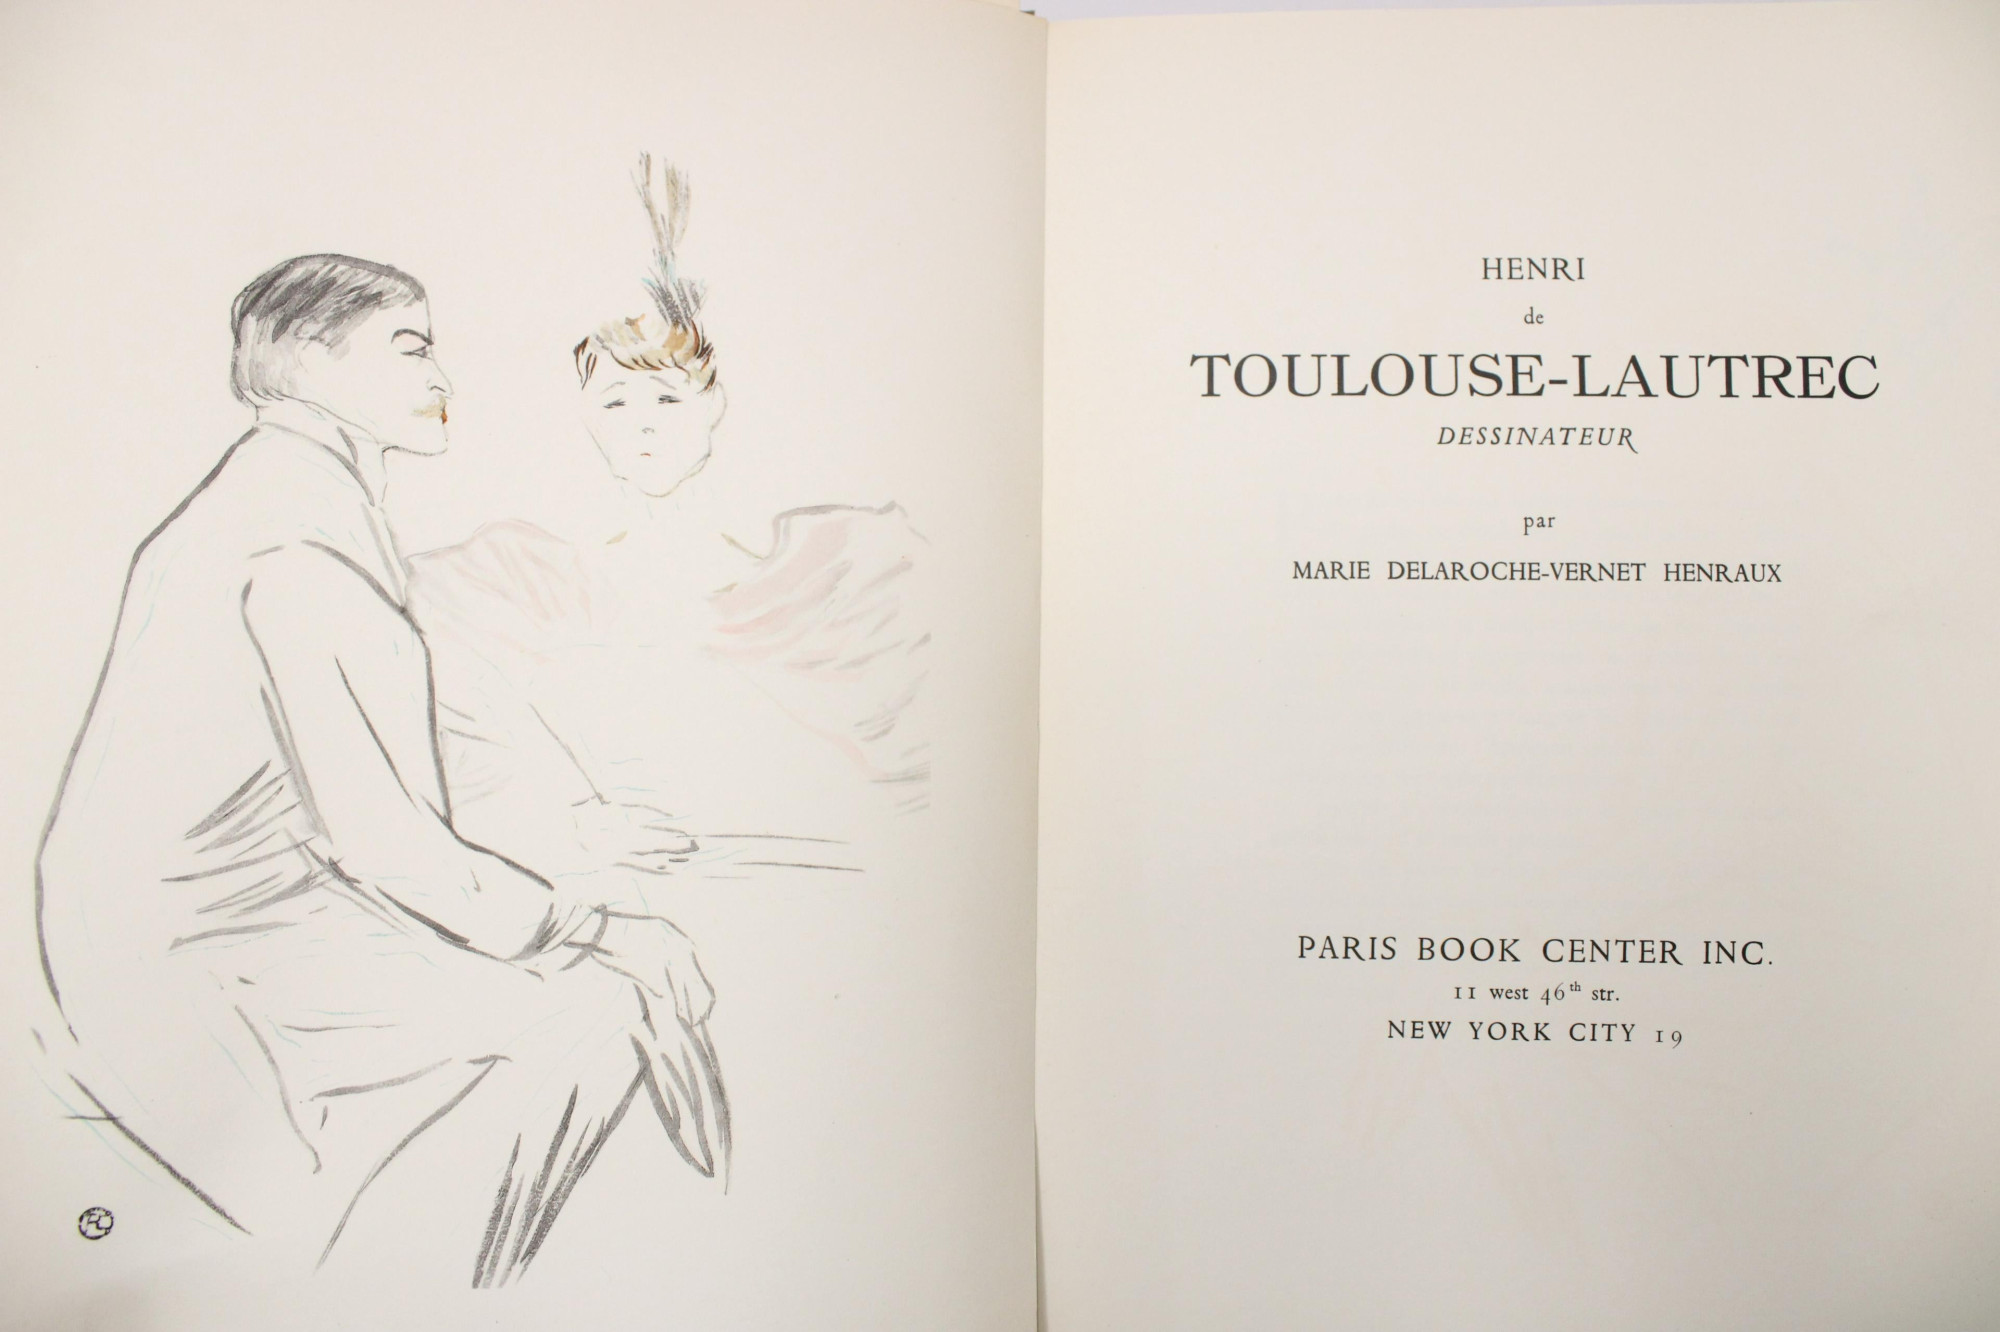 HENRI
de
TOULOUSE-LAUTREC
DESSINATEUR
par
MARIE DELAROCHE-VERNET HENRAUX
PARIS BOOK CENTER INC.
11 west 46th str.
NEW YORK CITY 19